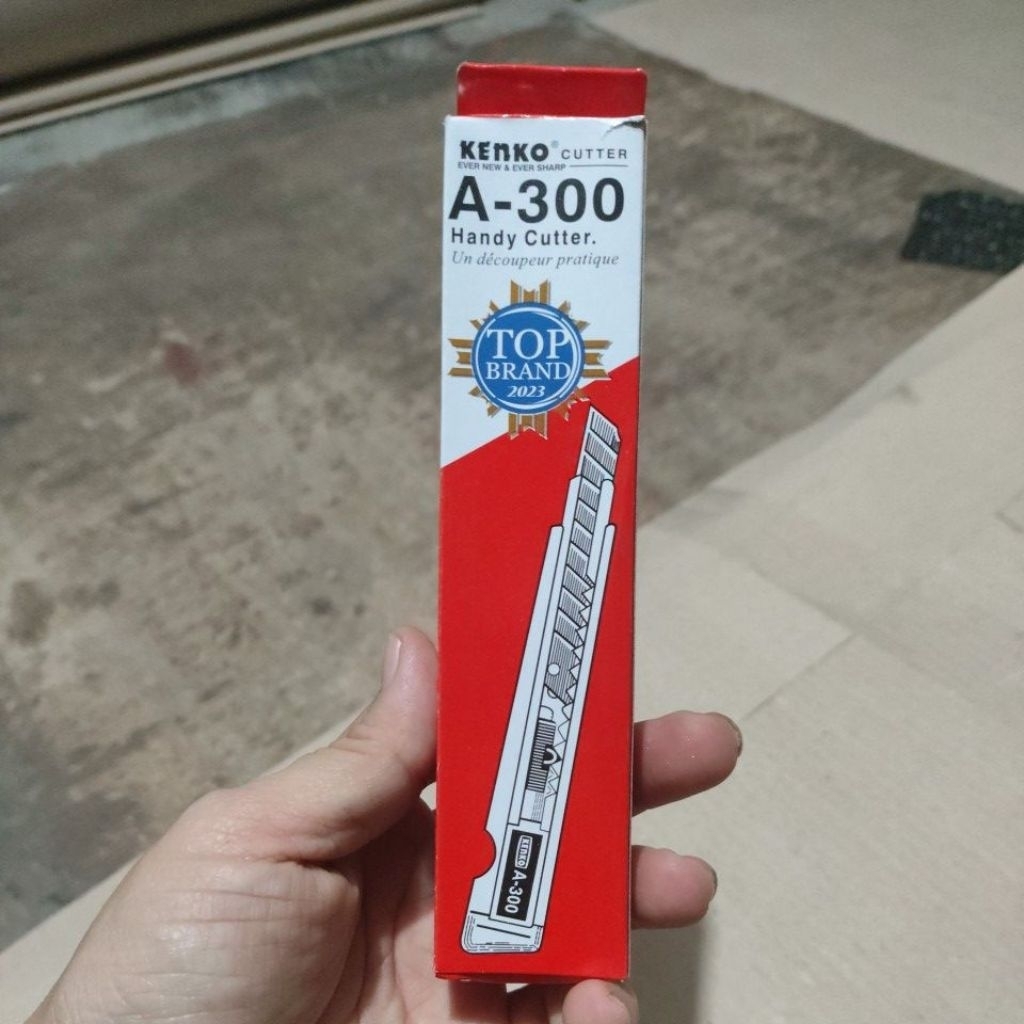 KENKO® CUTTER
EVER NEW & EVER SHARP
A-300
Handy Cutter.
Un découpeur pratique
TOP
BRAND
2023
KENKO A-300